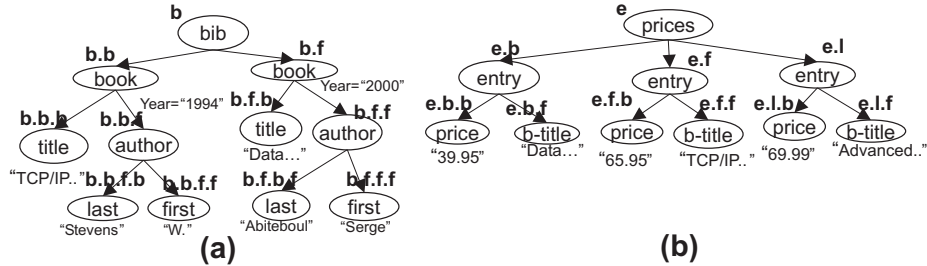 b
bib
b.b
b.f
book
book
Year="1994"
Year="2000"
b.b.b
b.b.f
b.f.b
b.f.f
title
author
title
author
"TCP/IP.."
"Data…"
b.b.f.b
b.b.f.f
b.f.b.f
b.f.f.f
last
first
last
first
"Stevens"
"W."
"Abiteboul"
"Serge"
(a)
e
prices
e.b
e.f
e.l
entry
entry
entry
e.b.b
e.b.f
e.f.b
e.f.f
e.l.b
e.l.f
price
b-title
price
b-title
price
b-title
"39.95"
"Data…"
"65.95"
"TCP/IP.."
"69.99"
"Advanced.."
(b)